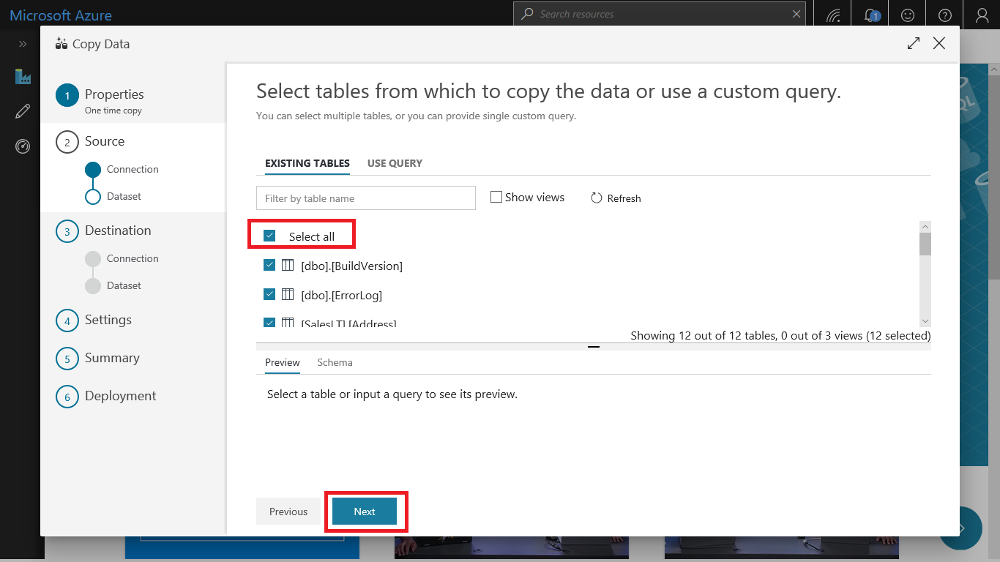 Microsoft Azure
Search resources
1
Copy Data
1 Properties
One time copy
2 Source
Connection
Dataset
3 Destination
Connection
Dataset
4 Settings
5 Summary
6 Deployment
Select tables from which to copy the data or use a custom query.
You can select multiple tables, or you can provide single custom query.
EXISTING TABLES USE QUERY
Filter by table name
Show views
Refresh
Select all
[dbo].[BuildVersion]
[dbo].[ErrorLog]
[SalesLT].[Address]
Showing 12 out of 12 tables, 0 out of 3 views (12 selected)
Preview Schema
Select a table or input a query to see its preview.
Previous Next
QL